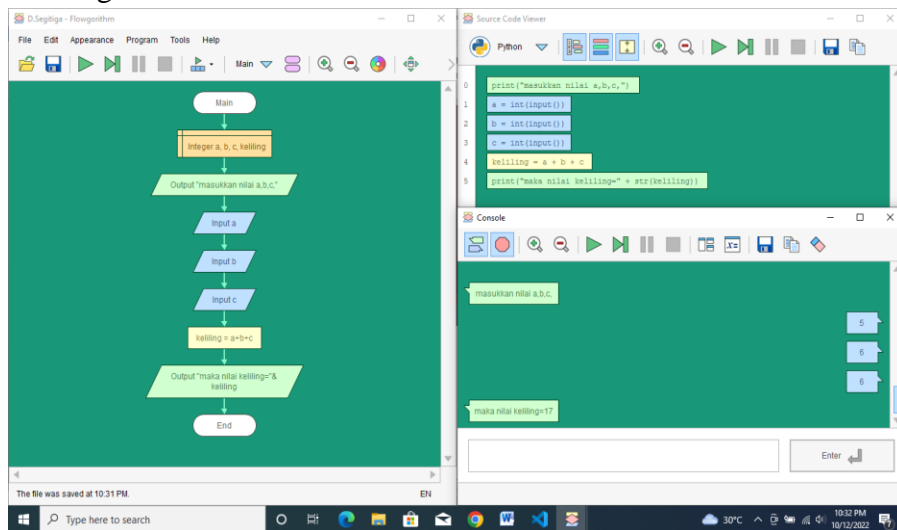 D.Segitiga - Flowgorithm
File Edit Appearance Program Tools Help
Main
Main
Integer a, b, c, keliling
Output "masukkan nilai a,b,c,"
Input a
Input b
Input c
keliling = a+b+c
Output "maka nilai keliling="&
keliling
End
The file was saved at 10:31 PM.
EN
Source Code Viewer
Python
0 print("masukkan nilai a,b,c,")
1 a = int(input())
2 b = int(input())
3 c = int(input())
4 keliling = a + b + c
5 print("maka nilai keliling=" + str(keliling))
Console
masukkan nilai a,b,c,
5
6
6
maka nilai keliling=17
Enter
Type here to search
30°C
10:32 PM
10/12/2022